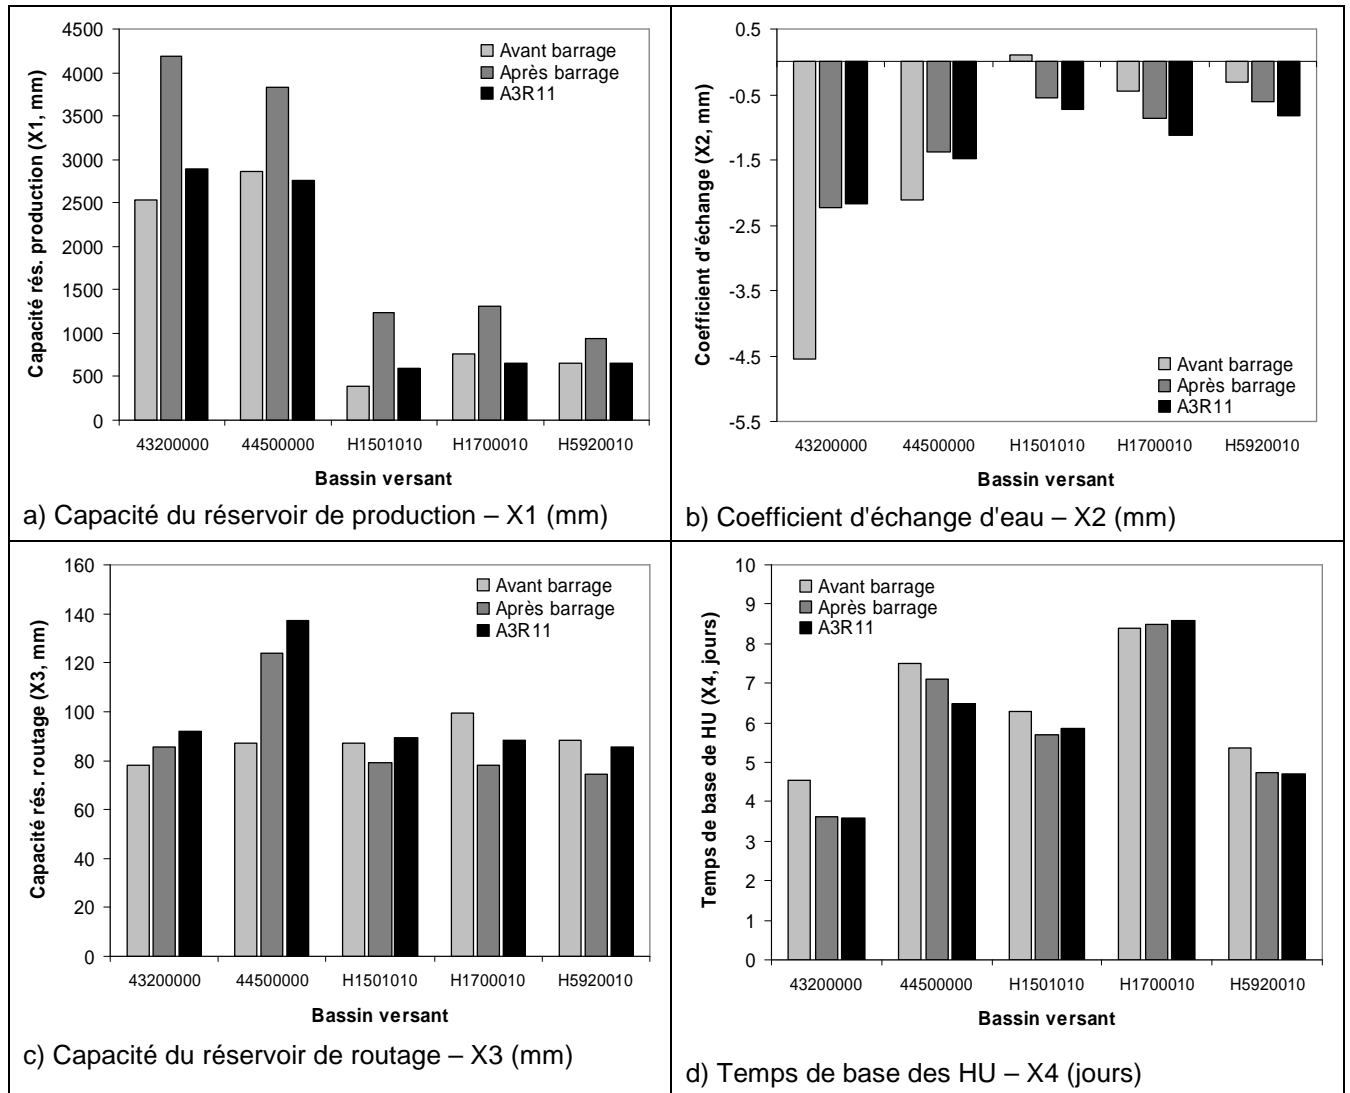 4500
4000
3500
3000
2500
2000
1500
1000
500
0
Capacité rés. production (X1, mm)
Avant barrage
Après barrage
A3R11
43200000 44500000 H1501010 H1700010 H5920010
Bassin versant
a) Capacité du réservoir de production – X1 (mm)
0.5
-0.5
-1.5
-2.5
-3.5
-4.5
-5.5
Coefficient d'échange (X2, mm)
Avant barrage
Après barrage
A3R11
43200000 44500000 H1501010 H1700010 H5920010
Bassin versant
b) Coefficient d'échange d'eau – X2 (mm)
160
140
120
100
80
60
40
20
0
Capacité rés. routage (X3, mm)
Avant barrage
Après barrage
A3R11
43200000 44500000 H1501010 H1700010 H5920010
Bassin versant
c) Capacité du réservoir de routage – X3 (mm)
10
9
8
7
6
5
4
3
2
1
0
Temps de base de HU (X4, jours)
Avant barrage
Après barrage
A3R11
43200000 44500000 H1501010 H1700010 H5920010
Bassin versant
d) Temps de base des HU – X4 (jours)